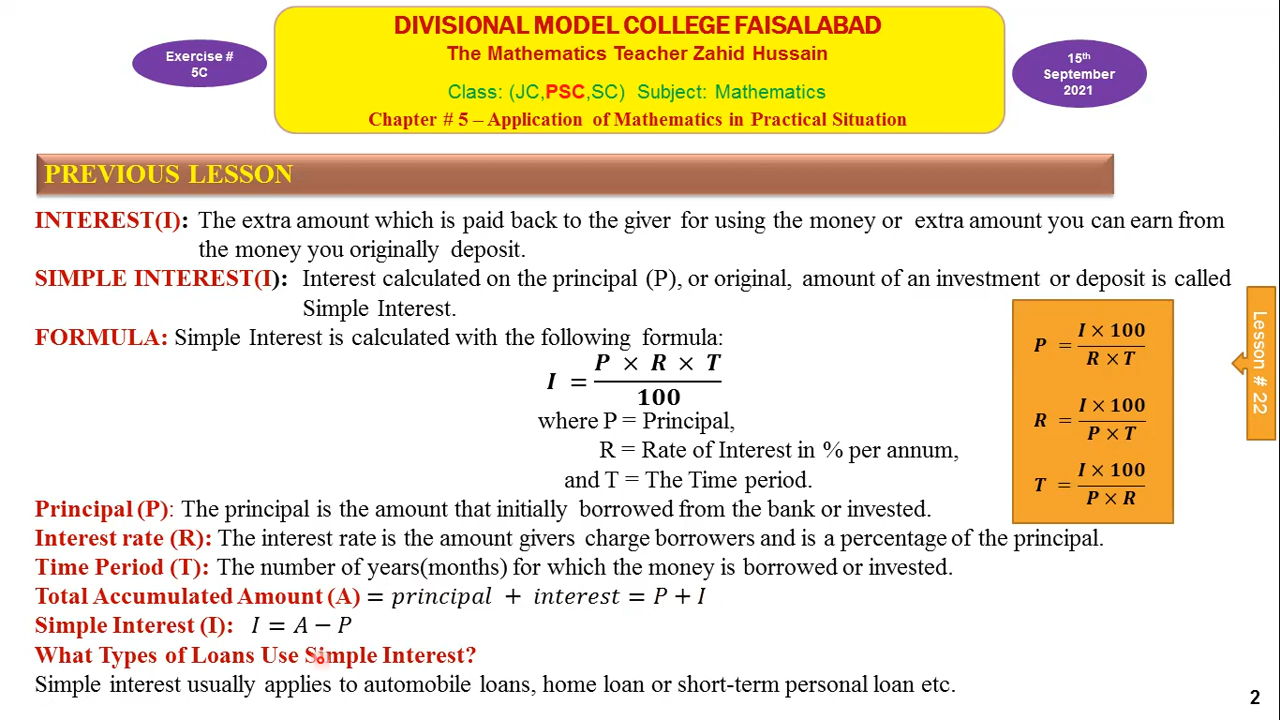 DIVISIONAL MODEL COLLEGE FAISALABAD
The Mathematics Teacher Zahid Hussain
Class: (JC,PSC,SC) Subject: Mathematics
Chapter # 5 – Application of Mathematics in Practical Situation
Exercise #
5C
15th
September
2021
PREVIOUS LESSON
INTEREST(I): The extra amount which is paid back to the giver for using the money or extra amount you can earn from
the money you originally deposit.
SIMPLE INTEREST(I): Interest calculated on the principal (P), or original, amount of an investment or deposit is called
Simple Interest.
FORMULA: Simple Interest is calculated with the following formula:
I = P × R × T / 100
where P = Principal,
R = Rate of Interest in % per annum,
and T = The Time period.
P = I × 100 / R × T
R = I × 100 / P × T
T = I × 100 / P × R
Lesson # 22
Principal (P): The principal is the amount that initially borrowed from the bank or invested.
Interest rate (R): The interest rate is the amount givers charge borrowers and is a percentage of the principal.
Time Period (T): The number of years(months) for which the money is borrowed or invested.
Total Accumulated Amount (A) = principal + interest = P + I
Simple Interest (I): I = A − P
What Types of Loans Use Simple Interest?
Simple interest usually applies to automobile loans, home loan or short-term personal loan etc.
2